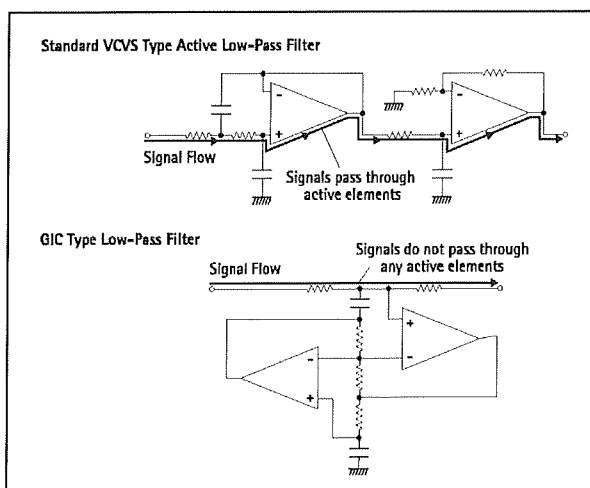 Standard VCVS Type Active Low-Pass Filter
-
-
+
+
Signal Flow
Signals pass through
active elements
GIC Type Low-Pass Filter
Signals do not pass through
any active elements
Signal Flow
+
-
-
+